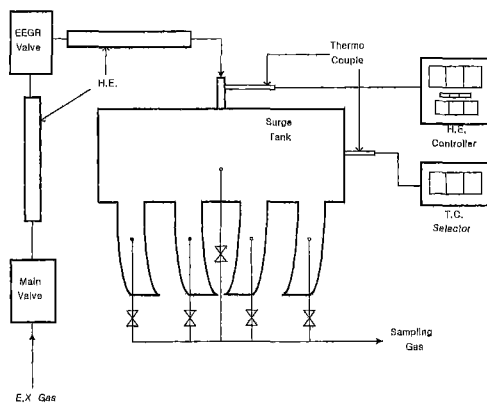 EEGR
Valve
H.E.
Thermo
Couple
Surge
Tank
H.E.
Controller
T.C.
Selector
Main
Valve
Sampling
Gas
E.X Gas